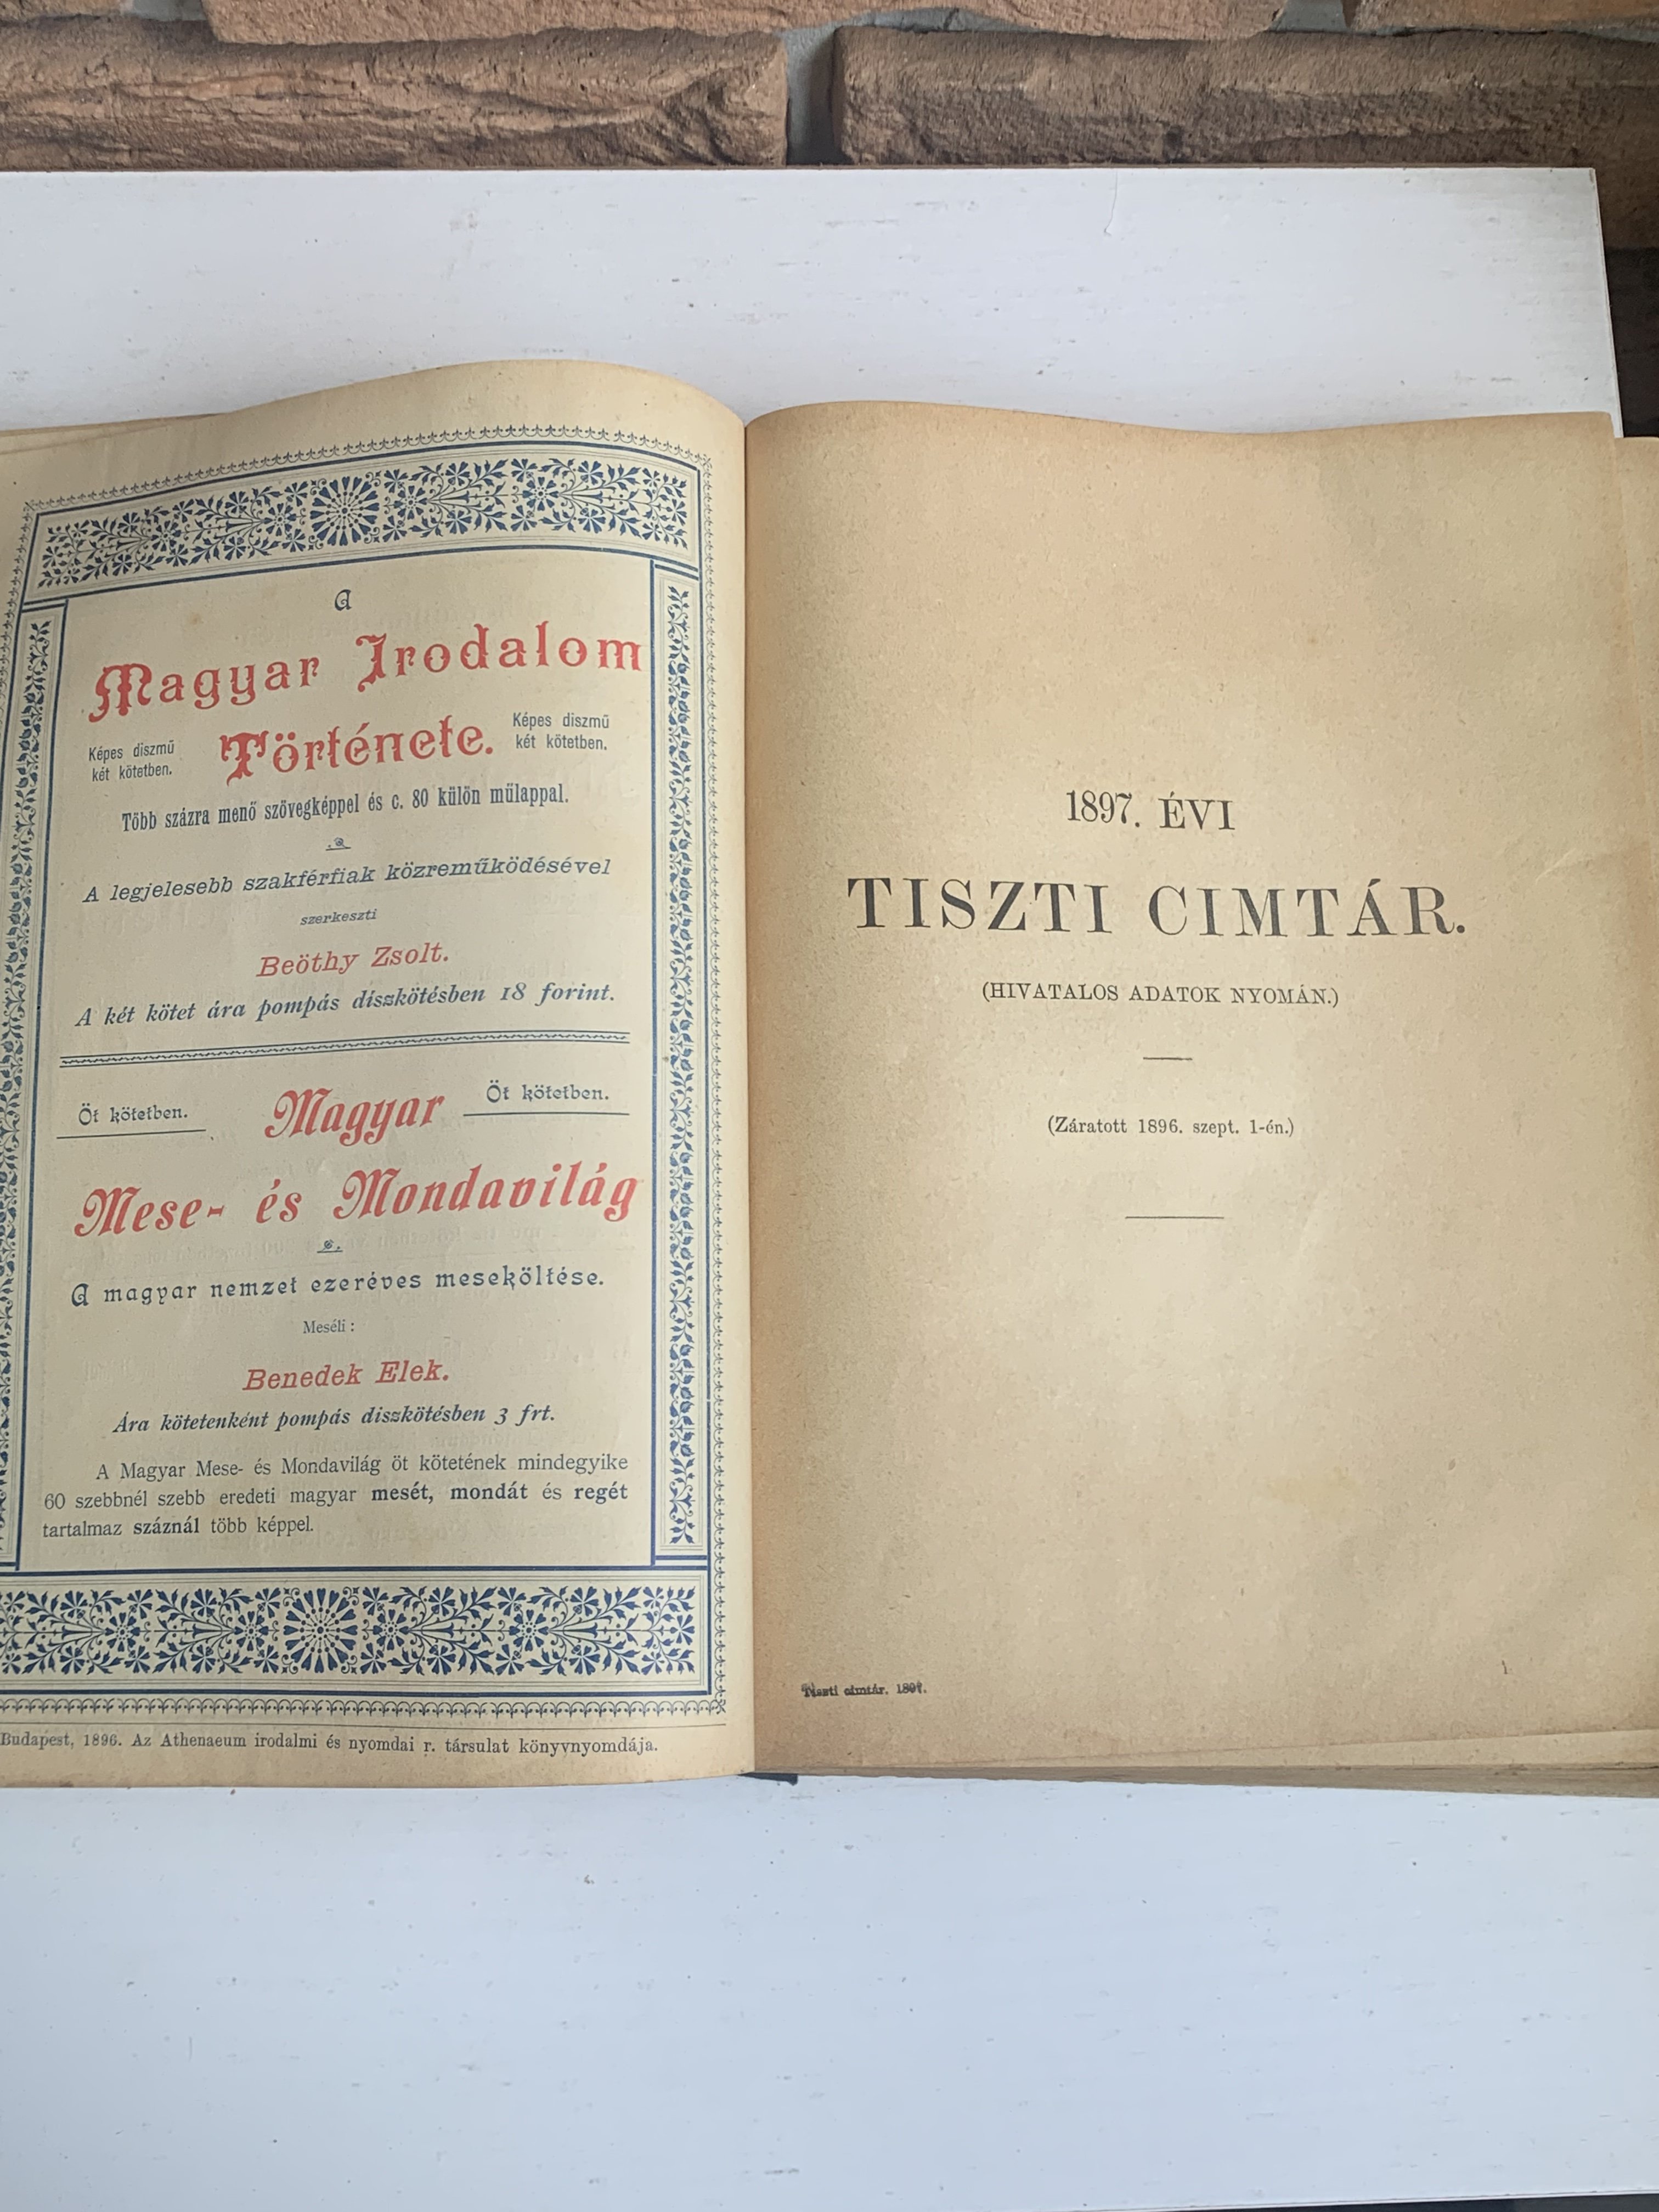 A
Magyar Irodalom
Története.
Képes diszmű
két kötetben.
Képes diszmű
két kötetben.
Több százra menő szövegképpel és c. 80 külön műlappal.
A legjelesebb szakférfiak közreműködésével
szerkeszti
Beöthy Zsolt.
A két kötet ára pompás díszkötésben 18 forint.
Öt kötetben.
Magyar
Öt kötetben.
Mese- és Mondavilág
A magyar nemzet ezeréves meseköltése.
Meséli :
Benedek Elek.
Ára kötetenként pompás diszkötésben 3 frt.
A Magyar Mese- és Mondavilág öt kötetének mindegyike
60 szebbnél szebb eredeti magyar mesét, mondát és regét
tartalmaz száznál több képpel.
Budapest, 1896. Az Athenaeum irodalmi és nyomdai r. társulat könyvnyomdája.
1897. ÉVI
TISZTI CIMTÁR.
(HIVATALOS ADATOK NYOMÁN.)
(Záratott 1896. szept. 1-én.)
Tiszti cimtár. 1897.
1